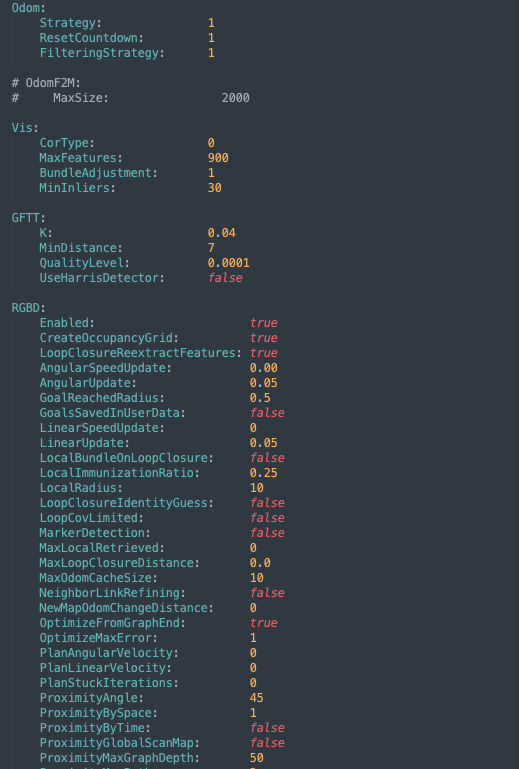 Odom:
Strategy: 1
ResetCountdown: 1
FilteringStrategy: 1
# OdomF2M:
# MaxSize: 2000
Vis:
CorType: 0
MaxFeatures: 900
BundleAdjustment: 1
MinInliers: 30
GFTT:
K: 0.04
MinDistance: 7
QualityLevel: 0.0001
UseHarrisDetector: false
RGBD:
Enabled: true
CreateOccupancyGrid: true
LoopClosureReextractFeatures: true
AngularSpeedUpdate: 0.00
AngularUpdate: 0.05
GoalReachedRadius: 0.5
GoalsSavedInUserData: false
LinearSpeedUpdate: 0
LinearUpdate: 0.05
LocalBundleOnLoopClosure: false
LocalImmunizationRatio: 0.25
LocalRadius: 10
LoopClosureIdentityGuess: false
LoopCovLimited: false
MarkerDetection: false
MaxLocalRetrieved: 0
MaxLoopClosureDistance: 0.0
MaxOdomCacheSize: 10
NeighborLinkRefining: false
NewMapOdomChangeDistance: 0
OptimizeFromGraphEnd: true
OptimizeMaxError: 1
PlanAngularVelocity: 0
PlanLinearVelocity: 0
PlanStuckIterations: 0
ProximityAngle: 45
ProximityBySpace: 1
ProximityByTime: false
ProximityGlobalScanMap: false
ProximityMaxGraphDepth: 50